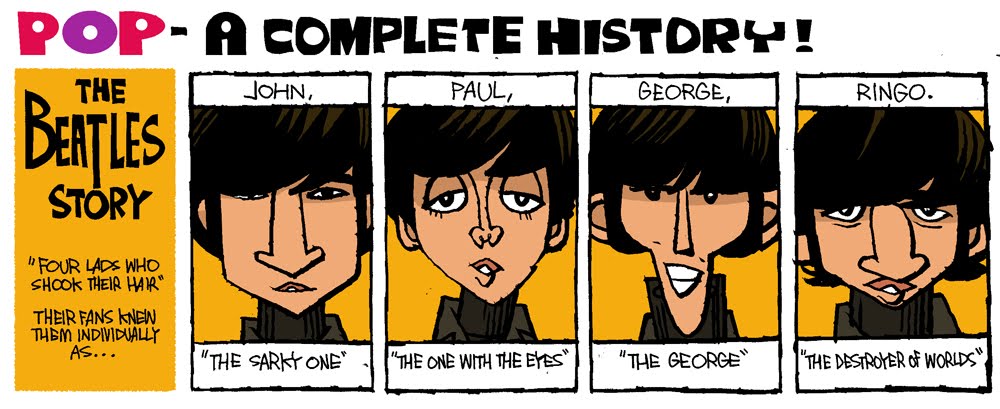 POP- A COMPLETE HISTORY!
THE
BEATLES
STORY
"FOUR LADS WHO
SHOOK THEIR HAIR"
THEIR FANS KNEW
THEM INDIVIDUALLY
AS...
JOHN,
"THE SARKY ONE"
PAUL,
"THE ONE WITH THE EYES"
GEORGE,
"THE GEORGE"
RINGO.
"THE DESTROYER OF WORLDS"